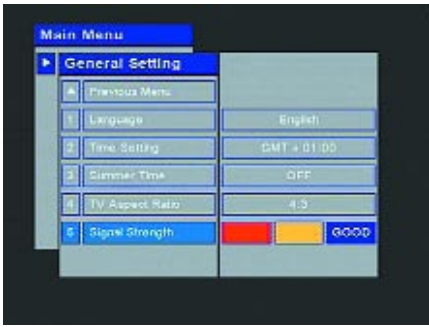 Main Menu
General Setting
Previous Menu
1 Language English
2 Time Setting GMT + 01:00
3 Summer Time OFF
4 TV Aspect Ratio 4:3
5 Signal Strength GOOD